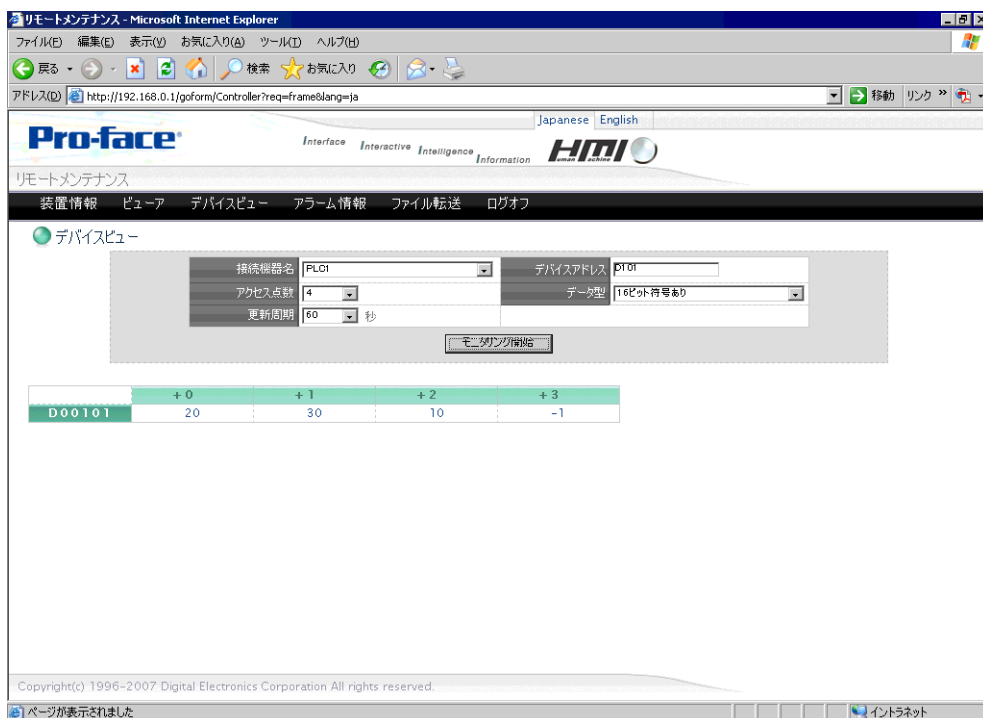 リモートメンテナンス - Microsoft Internet Explorer
ファイル(F) 編集(E) 表示(V) お気に入り(A) ツール(T) ヘルプ(H)
戻る 検索 お気に入り
アドレス(D) http://192.168.0.1/goform/Controller?req=frame&lang=ja 移動 リンク »
Japanese English
Pro-face
Interface Interactive Intelligence Information HMI Human Machine
リモートメンテナンス
装置情報 ビューア デバイスビュー アラーム情報 ファイル転送 ログオフ
デバイスビュー
接続機器名 PLC1 デバイスアドレス D101
アクセス点数 4 データ型 16ビット符号あり
更新周期 60 秒
モニタリング開始
+0 +1 +2 +3
D00101 20 30 10 -1
Copyright(c) 1996-2007 Digital Electronics Corporation All rights reserved.
ページが表示されました イントラネット